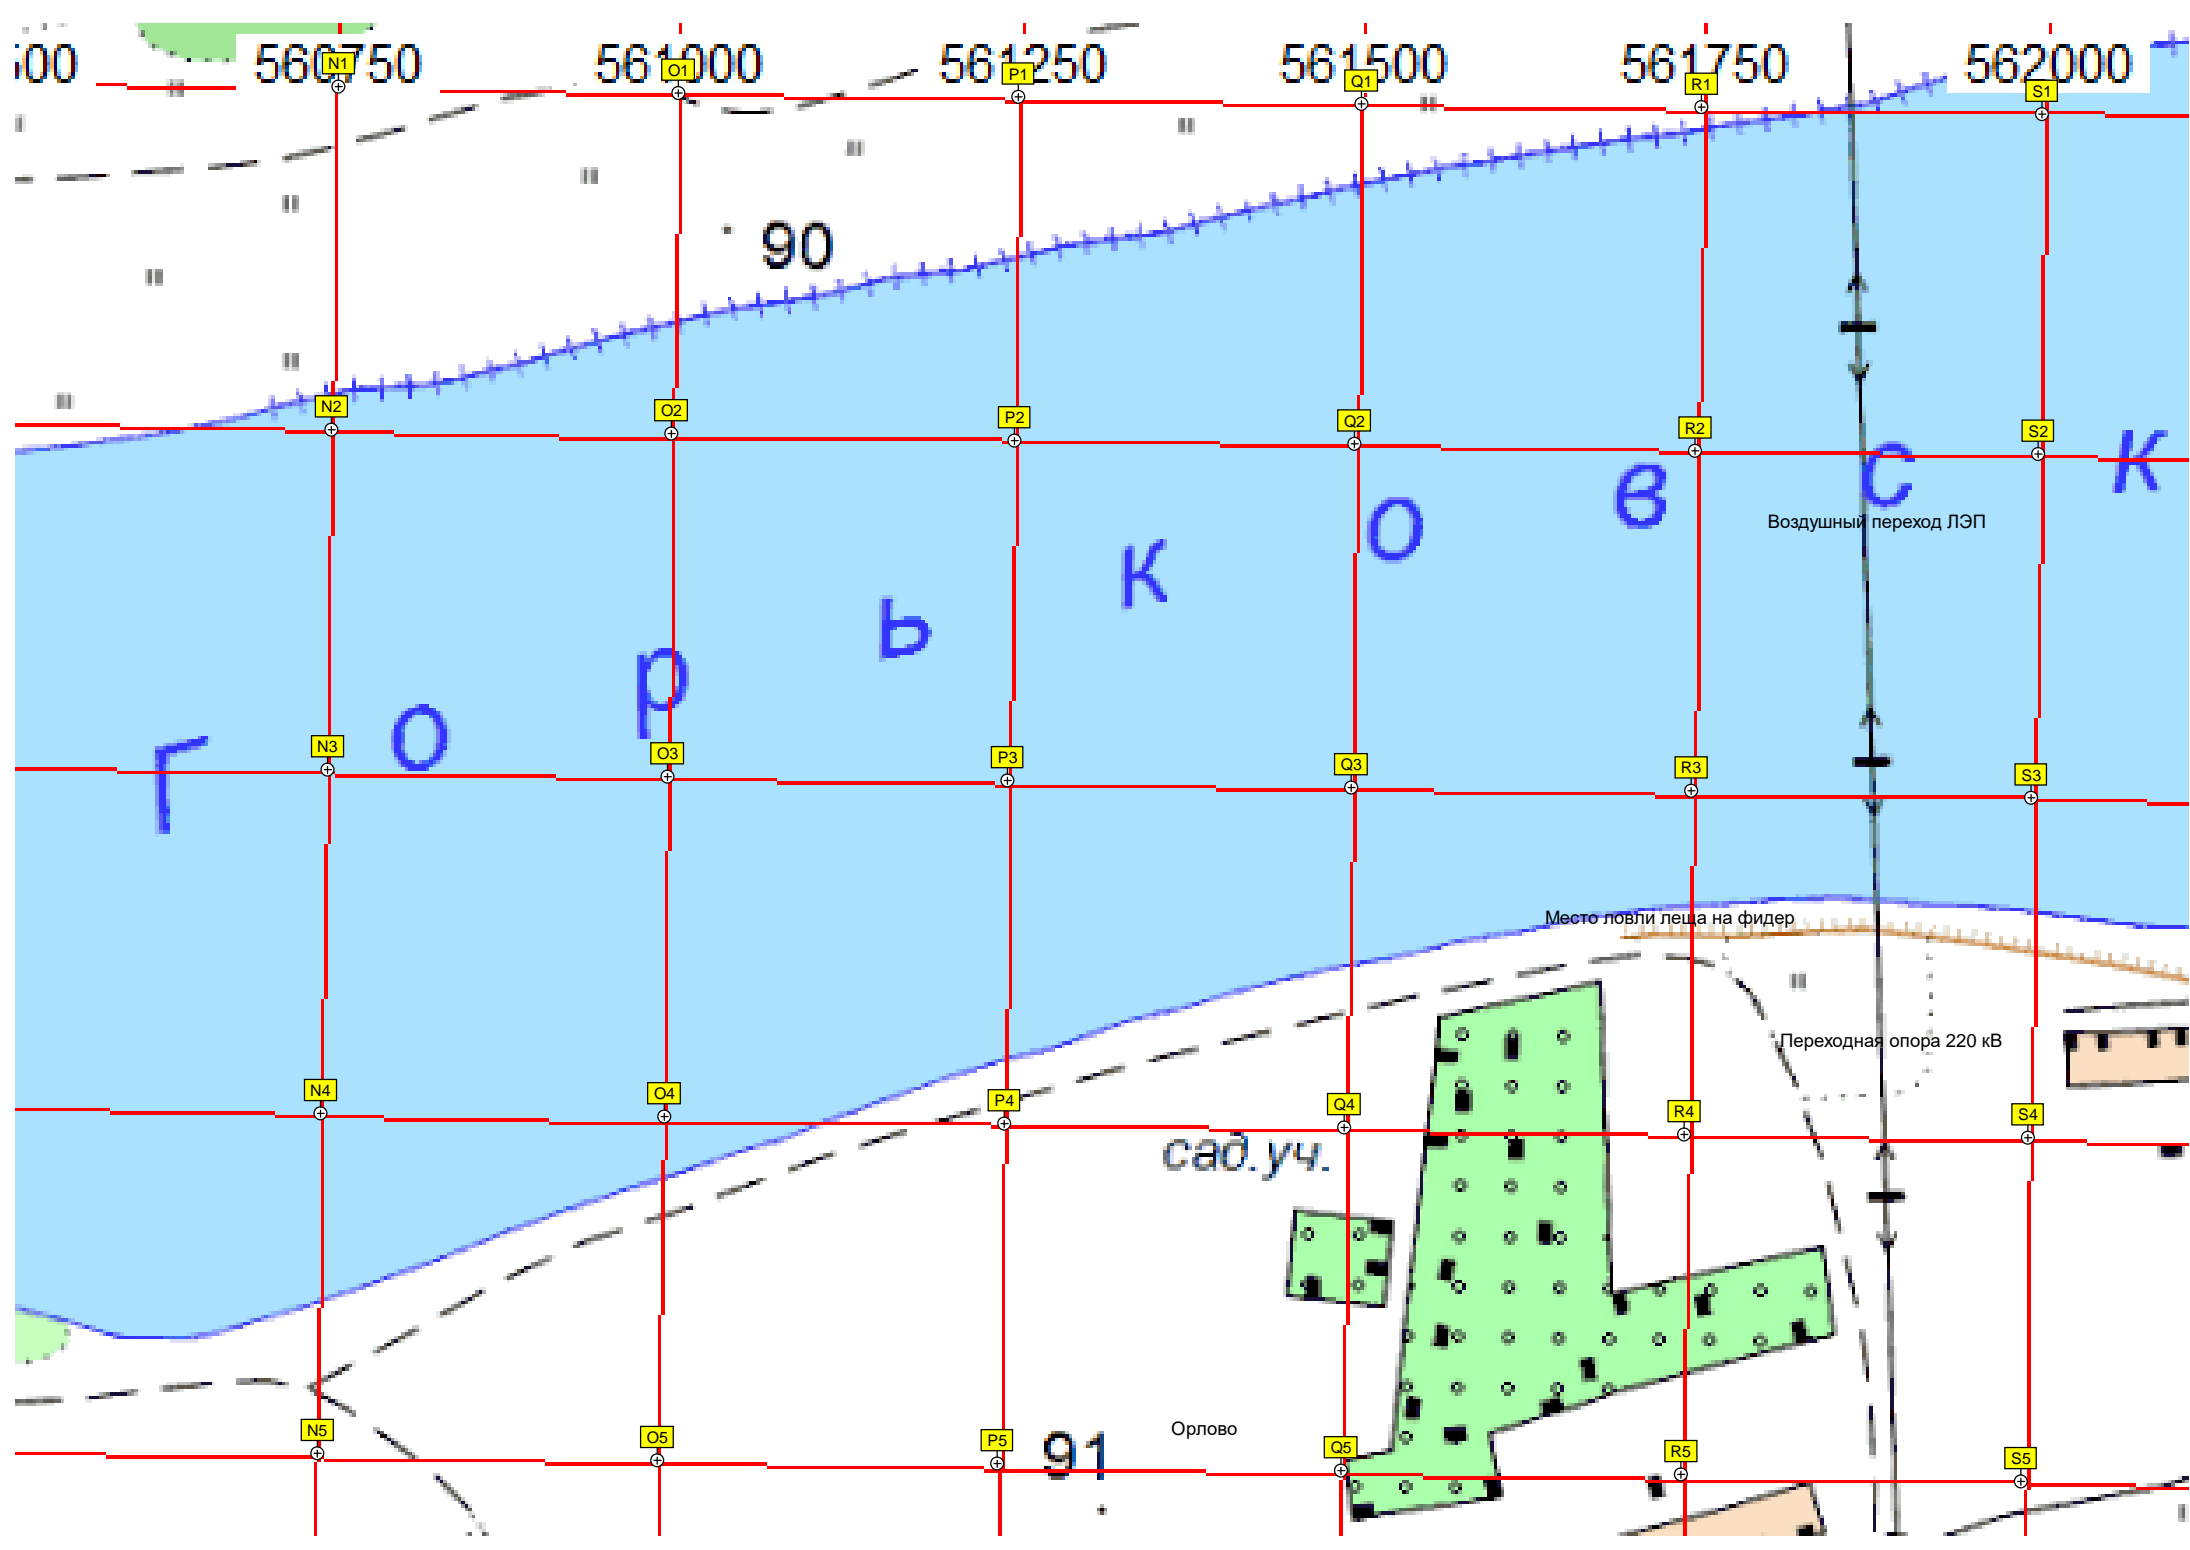 500 560750 561000 561250 561500 561750 562000
N1 O1 P1 Q1 R1 S1
90
N2 O2 P2 Q2 R2 S2
Г о р ь к о в с к
Воздушный переход ЛЭП
N3 O3 P3 Q3 R3 S3
Место ловли леща на фидер
Переходная опора 220 кВ
N4 O4 P4 Q4 R4 S4
сад.уч.
Орлово
N5 O5 P5 Q5 R5 S5
91